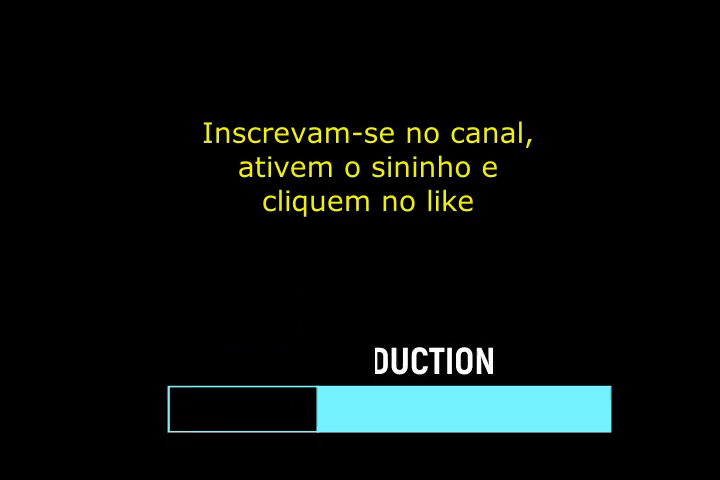 Inscrevam-se no canal,
ativem o sininho e
cliquem no like
DUCTION